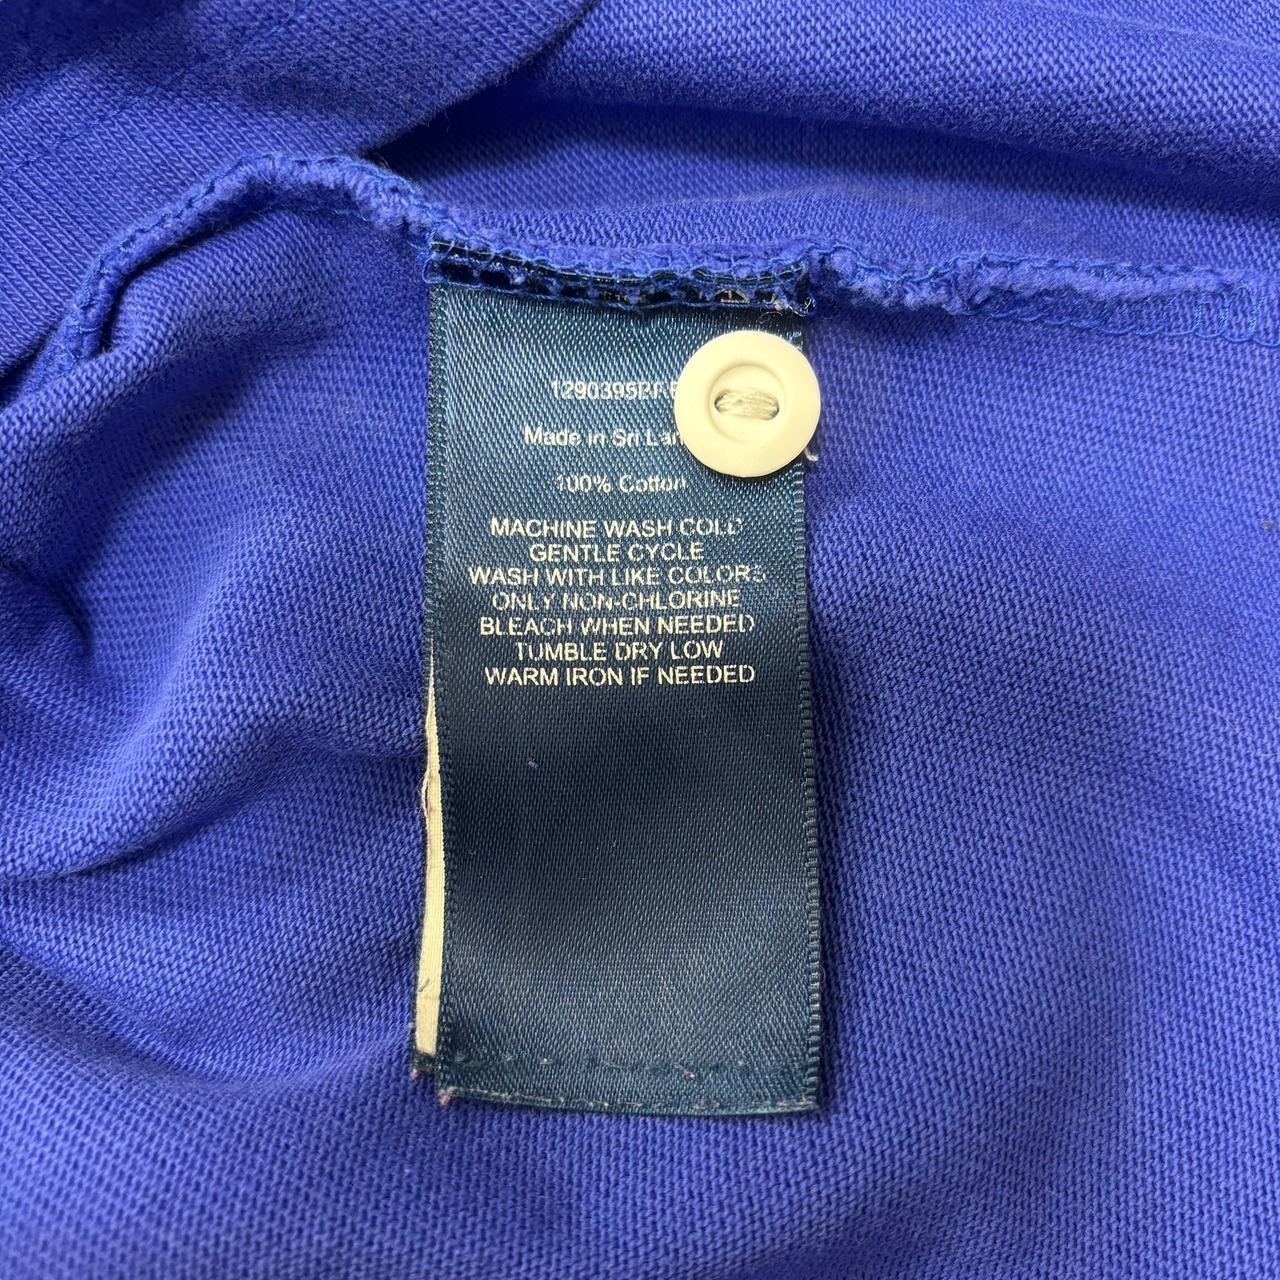 Made in Sri
100% Cotton
MACHINE WASH COLD
GENTLE CYCLE
WASH WITH LIKE COLORS
ONLY NON-CHLORINE
BLEACH WHEN NEEDED
TUMBLE DRY LOW
WARM IRON IF NEEDED